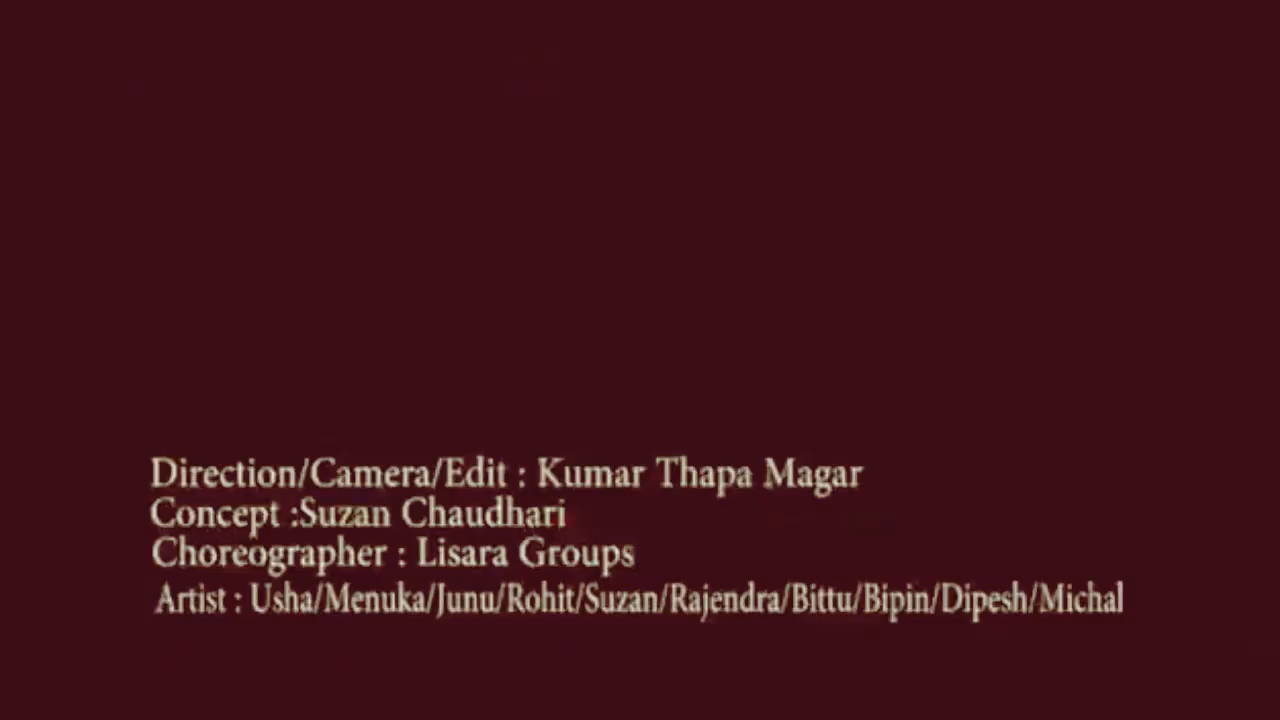 Direction/Camera/Edit : Kumar Thapa Magar
Concept :Suzan Chaudhari
Choreographer : Lisara Groups
Artist : Usha/Menuka/Junu/Rohit/Suzan/Rajendra/Bittu/Bipin/Dipesh/Michal